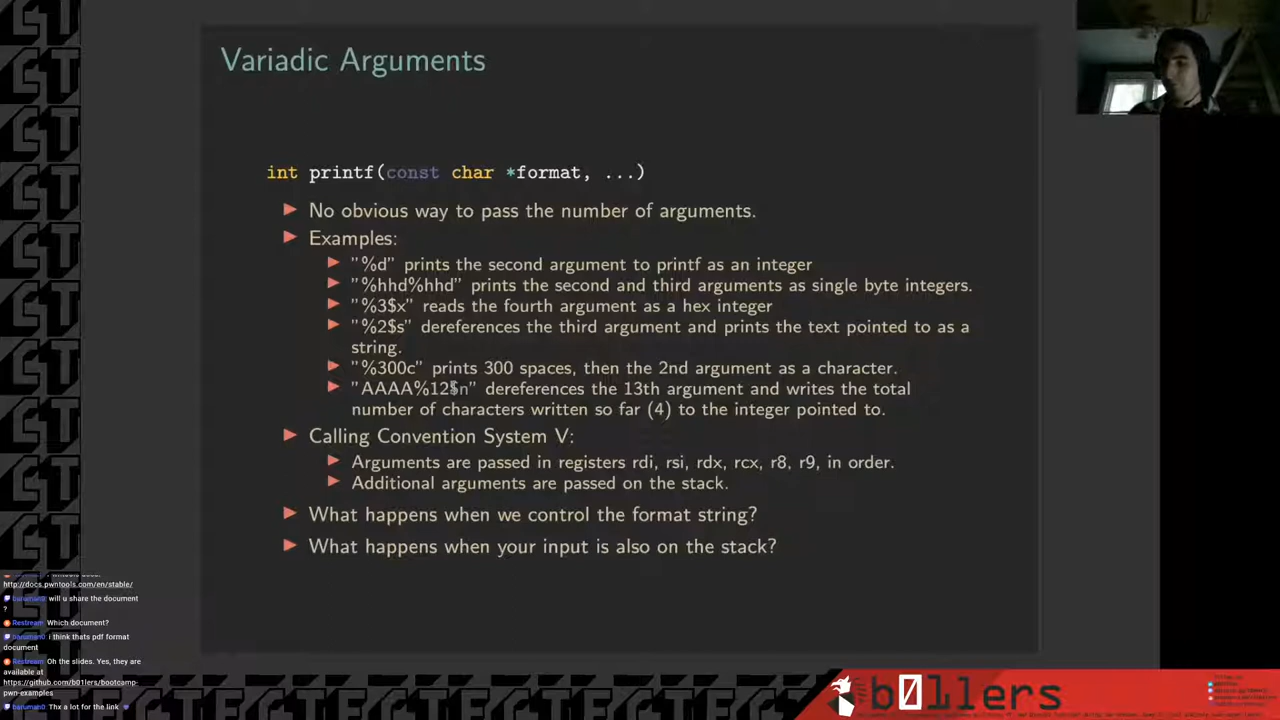 Variadic Arguments
int printf(const char *format, ...)
No obvious way to pass the number of arguments.
Examples:
"%d" prints the second argument to printf as an integer
"%hhd%hhd" prints the second and third arguments as single byte integers.
"%3$x" reads the fourth argument as a hex integer
"%2$s" dereferences the third argument and prints the text pointed to as a
string.
"%300c" prints 300 spaces, then the 2nd argument as a character.
"AAAA%12$n" dereferences the 13th argument and writes the total
number of characters written so far (4) to the integer pointed to.
Calling Convention System V:
Arguments are passed in registers rdi, rsi, rdx, rcx, r8, r9, in order.
Additional arguments are passed on the stack.
What happens when we control the format string?
What happens when your input is also on the stack?
http://docs.pwntools.com/en/stable/
baruman0 will u share the document
?
Restream Which document?
baruman0 i think thats pdf format
document
Restream Oh the slides. Yes, they are
available at
https://github.com/b01lers/bootcamp-
pwn-examples
baruman0 Thx a lot for the link
b0llers